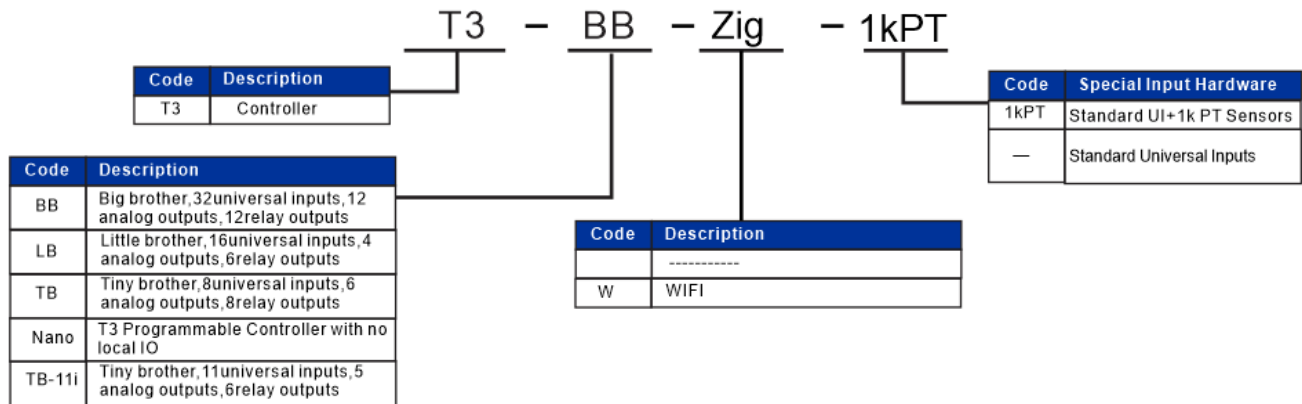 T3 – BB – Zig – 1kPT
Code Description
T3 Controller
Code Special Input Hardware
1kPT Standard UI+1k PT Sensors
— Standard Universal Inputs
Code Description
BB Big brother,32universal inputs,12
analog outputs,12relay outputs
LB Little brother,16universal inputs,4
analog outputs,6relay outputs
TB Tiny brother,8universal inputs,6
analog outputs,8relay outputs
Nano T3 Programmable Controller with no
local IO
TB-11i Tiny brother,11universal inputs,5
analog outputs,6relay outputs
Code Description
-----------
W WIFI